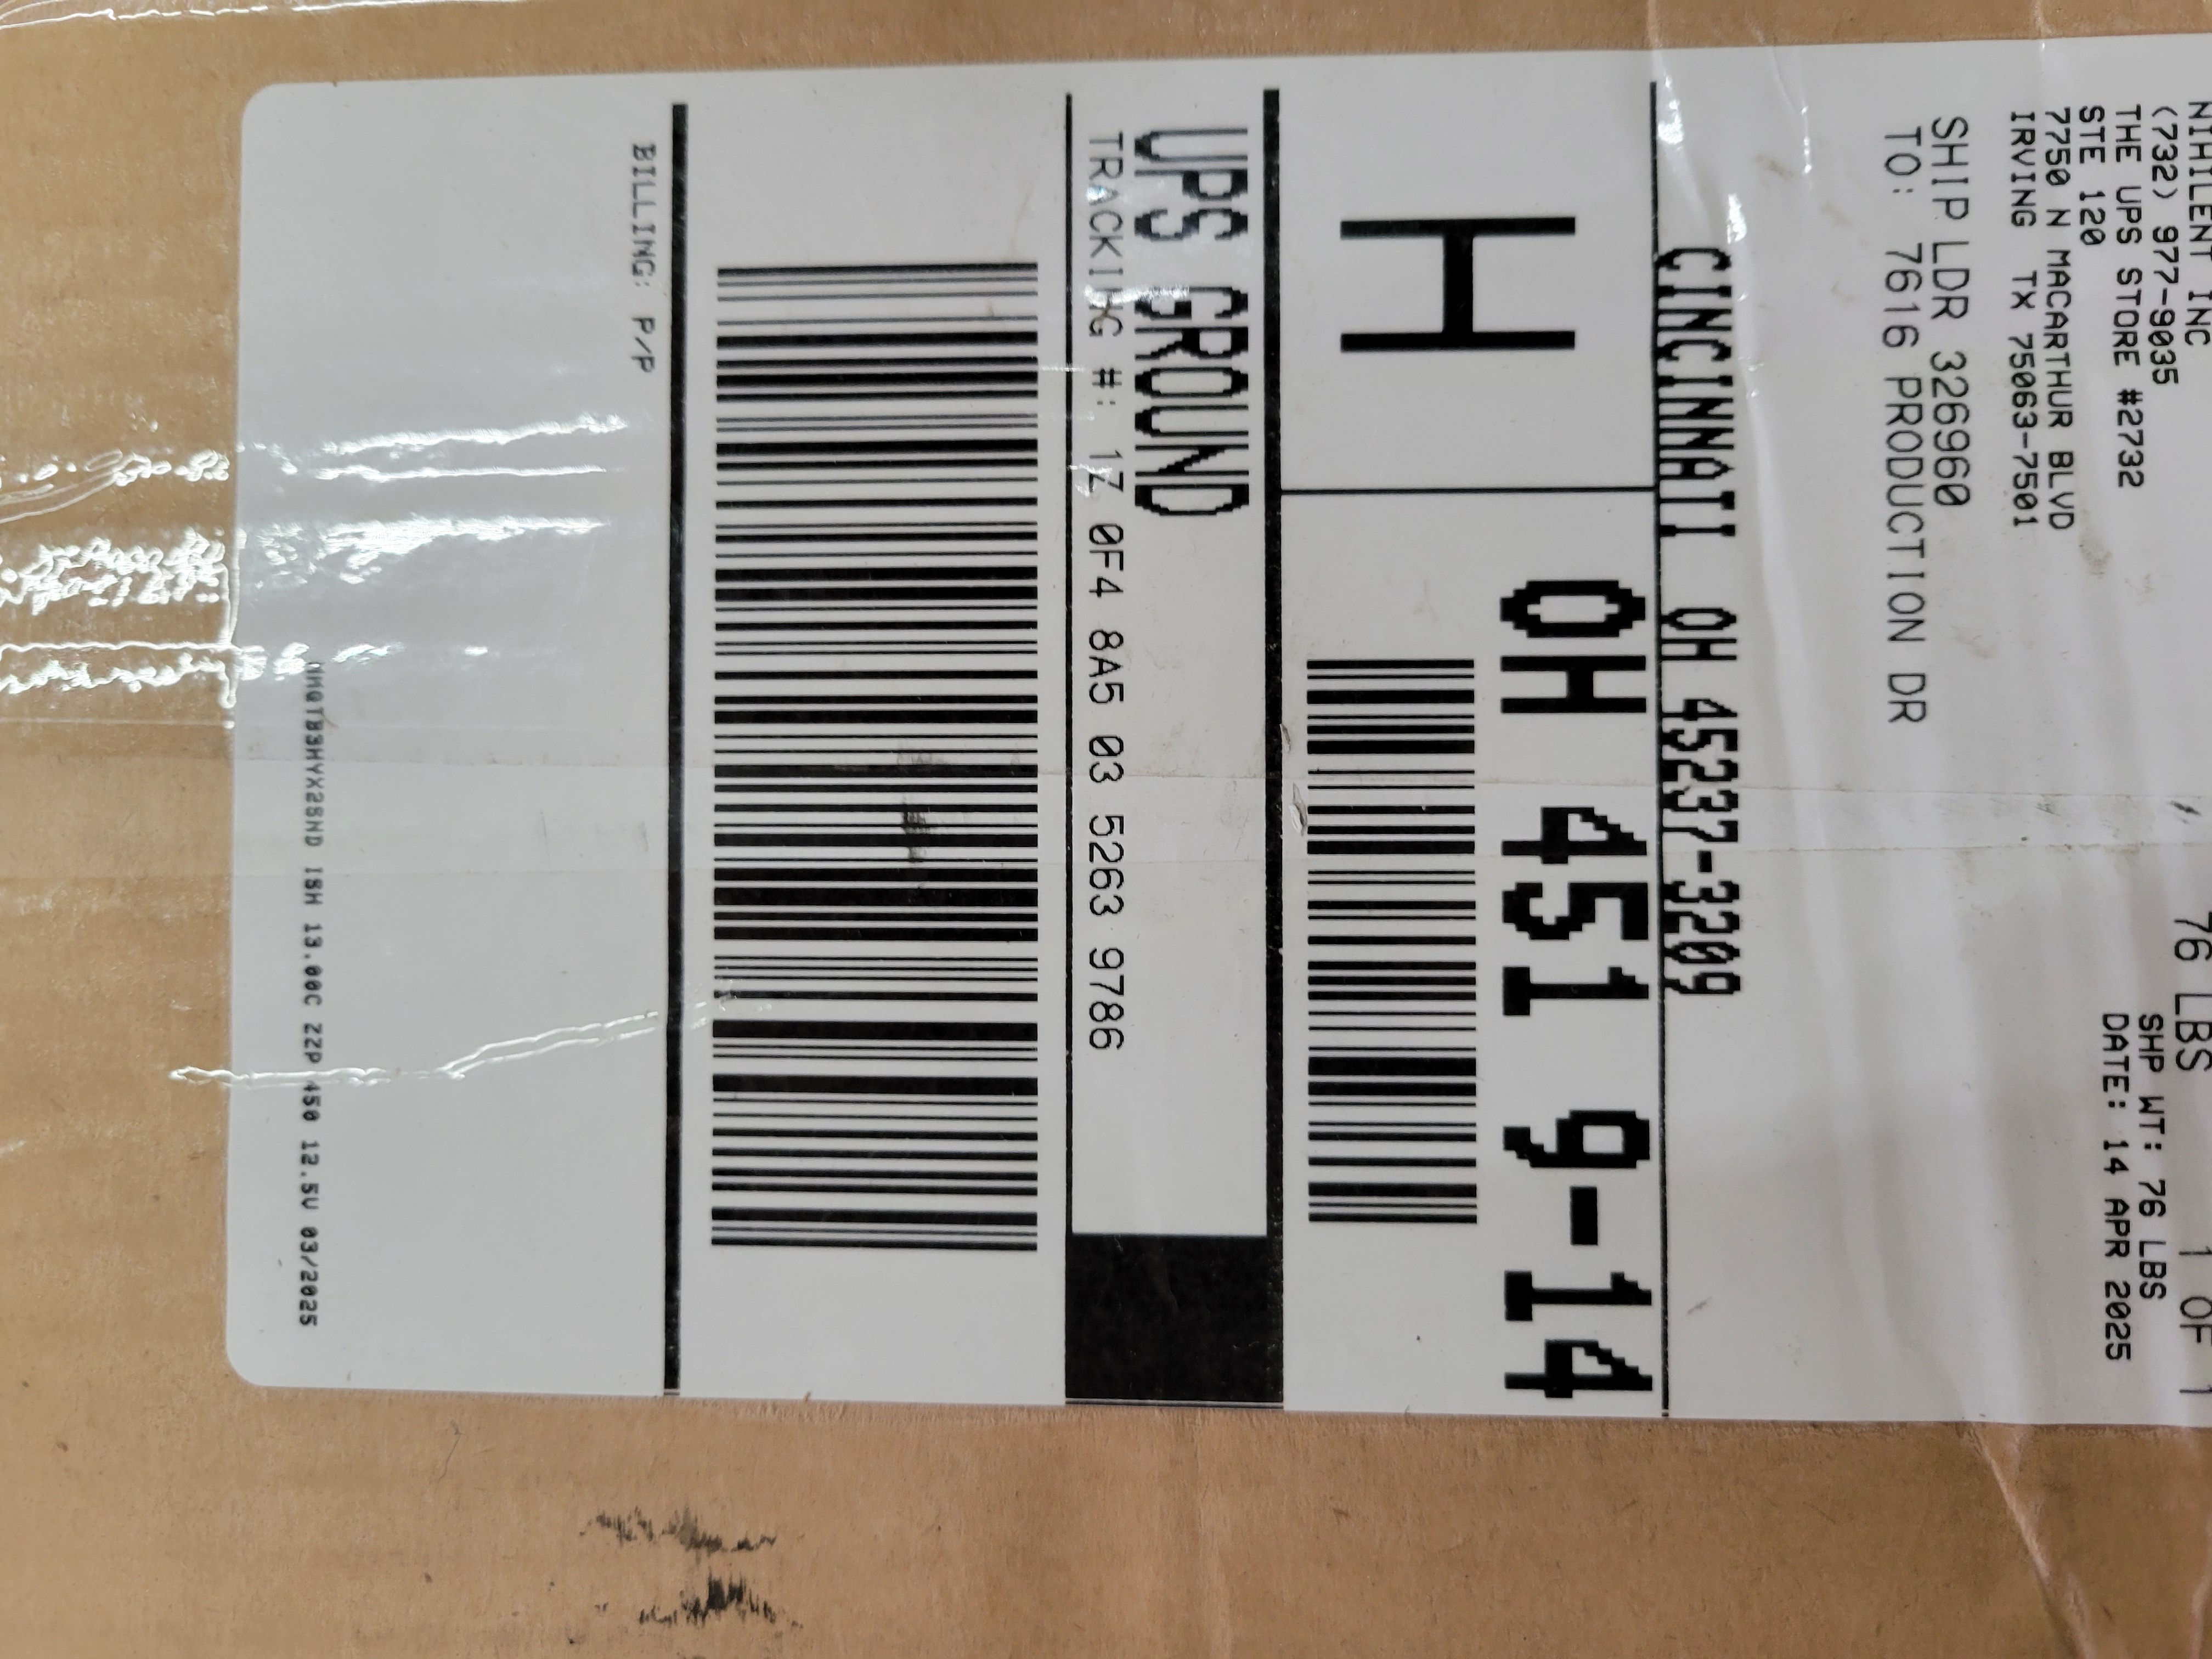 NIHILENT INC
(732) 977-9035
THE UPS STORE #2732
STE 120
7750 N MACARTHUR BLVD
IRVING TX 75063-7501
76 LBS
1 OF 1
SHP WT: 76 LBS
DATE: 14 APR 2025
SHIP LDR 326960
TO: 7616 PRODUCTION DR
CINCINNATI OH 45237-3209
H
OH 451 9-14
UPS GROUND
TRACKING #: 1Z 0F4 8A5 03 5263 9786
BILLING: P/P
ISH 13.00C ZZP 450 12.5V 03/2025